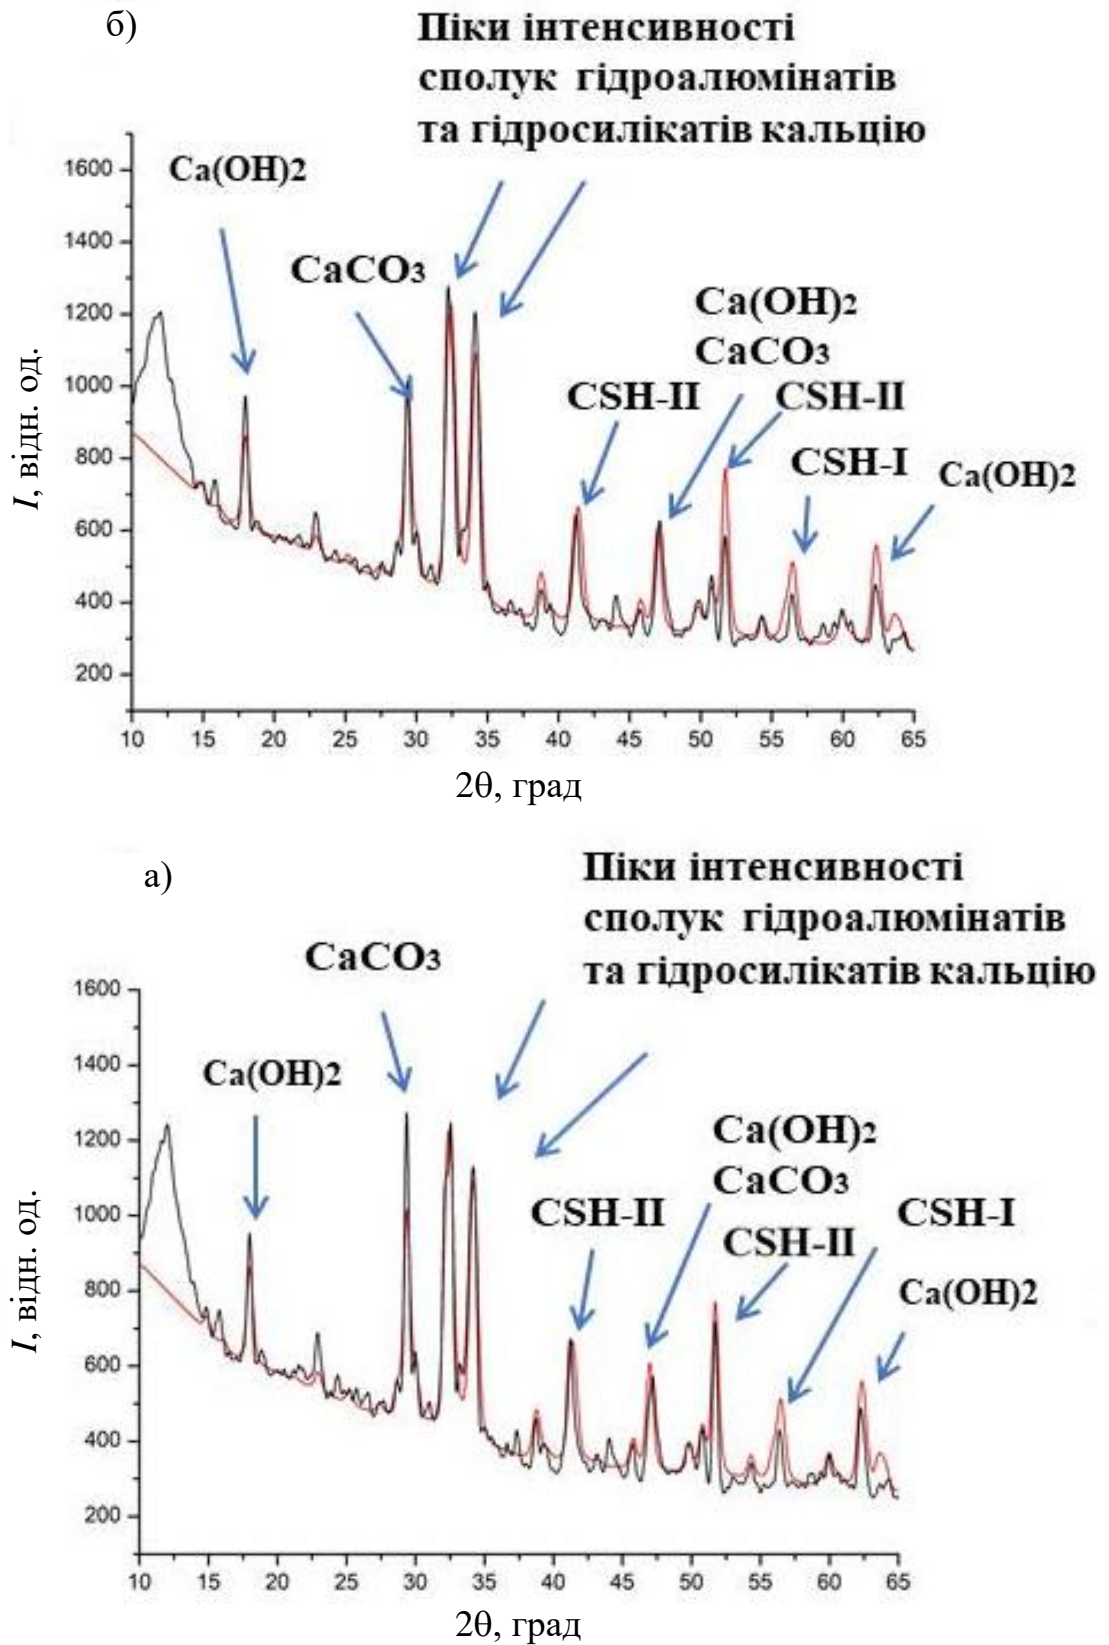 б)
Піки інтенсивності
сполук гідроалюмінатів
та гідросилікатів кальцію
Ca(OH)2
CaCO3
Ca(OH)2
CaCO3
CSH-II
CSH-II
CSH-I
Ca(OH)2
I, відн. од.
1600
1400
1200
1000
800
600
400
200
10 15 20 25 30 35 40 45 50 55 60 65
2θ, град
а)
Піки інтенсивності
сполук гідроалюмінатів
та гідросилікатів кальцію
CaCO3
Ca(OH)2
Ca(OH)2
CaCO3
CSH-II
CSH-II
CSH-I
Ca(OH)2
I, відн. од.
1600
1400
1200
1000
800
600
400
200
10 15 20 25 30 35 40 45 50 55 60 65
2θ, град